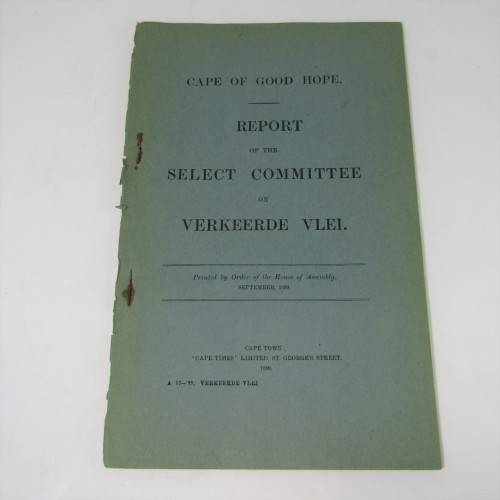 CAPE OF GOOD HOPE.
REPORT
OF THE
SELECT COMMITTEE
ON
VERKEERDE VLEI.
Printed by Order of the House of Assembly,
SEPTEMBER,
CAPE TOWN:
"CAPE TIMES" LIMITED, ST. GEORGE'S STREET.
VERKEERDE VLEI